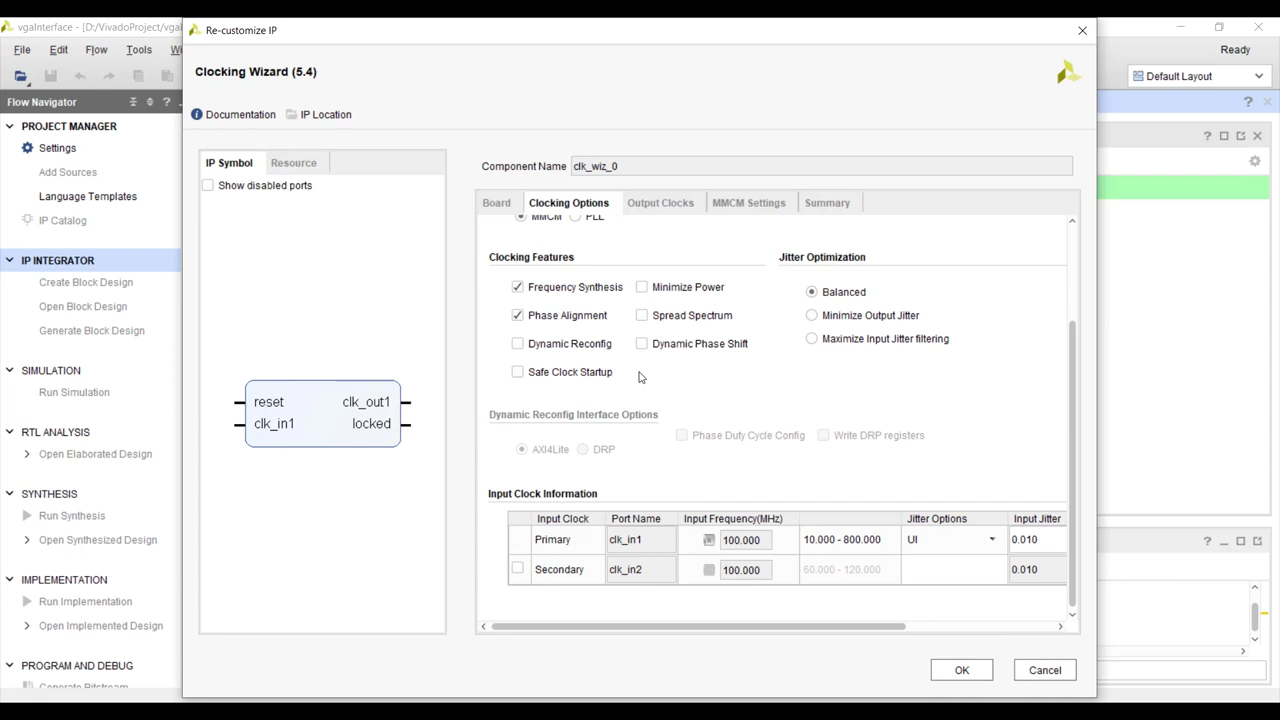 vgaInterface - [D:/VivadoProject/vga
Re-customize IP
File Edit Flow Tools
Ready
Clocking Wizard (5.4)
Default Layout
Flow Navigator
Documentation IP Location
PROJECT MANAGER
Settings
Add Sources
Language Templates
IP Catalog
IP INTEGRATOR
Create Block Design
Open Block Design
Generate Block Design
SIMULATION
Run Simulation
RTL ANALYSIS
Open Elaborated Design
SYNTHESIS
Run Synthesis
Open Synthesized Design
IMPLEMENTATION
Run Implementation
Open Implemented Design
PROGRAM AND DEBUG
Generate Bitstream
IP Symbol Resource
Show disabled ports
reset clk_out1
clk_in1 locked
Component Name clk_wiz_0
Board Clocking Options Output Clocks MMCM Settings Summary
MMCM PLL
Clocking Features Jitter Optimization
Frequency Synthesis Minimize Power Balanced
Phase Alignment Spread Spectrum Minimize Output Jitter
Dynamic Reconfig Dynamic Phase Shift Maximize Input Jitter filtering
Safe Clock Startup
Dynamic Reconfig Interface Options
AXI4Lite DRP Phase Duty Cycle Config Write DRP registers
Input Clock Information
Input Clock Port Name Input Frequency(MHz) Jitter Options Input Jitter
Primary clk_in1 100.000 10.000 - 800.000 UI 0.010
Secondary clk_in2 100.000 60.000 - 120.000 0.010
OK Cancel